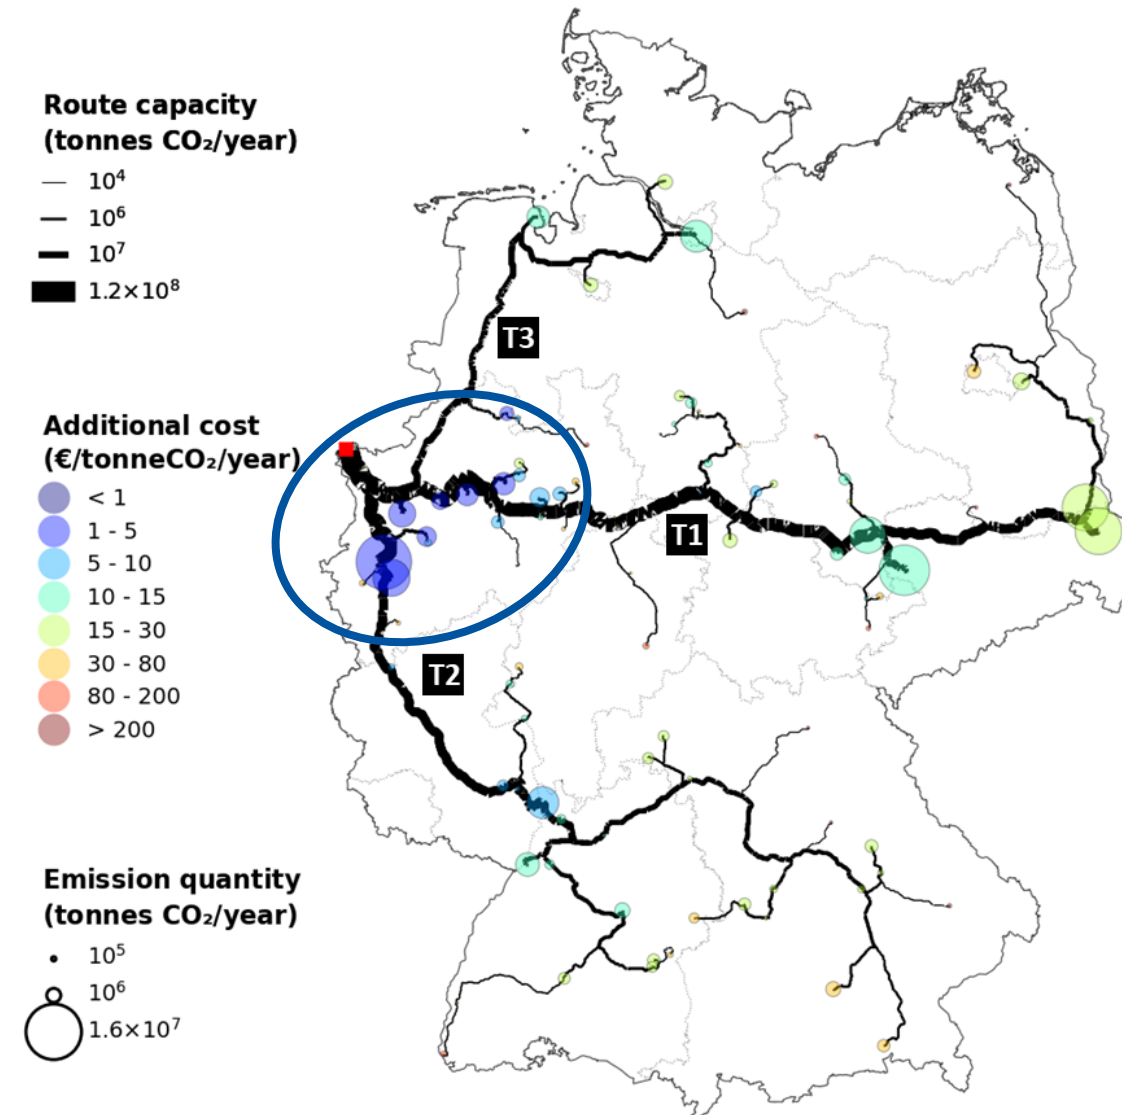 Route capacity
(tonnes CO₂/year)
10⁴
10⁶
10⁷
1.2×10⁸
T3
Additional cost
(€/tonneCO₂/year)
< 1
1 - 5
5 - 10
10 - 15
15 - 30
30 - 80
80 - 200
> 200
T1
T2
Emission quantity
(tonnes CO₂/year)
10⁵
10⁶
1.6×10⁷